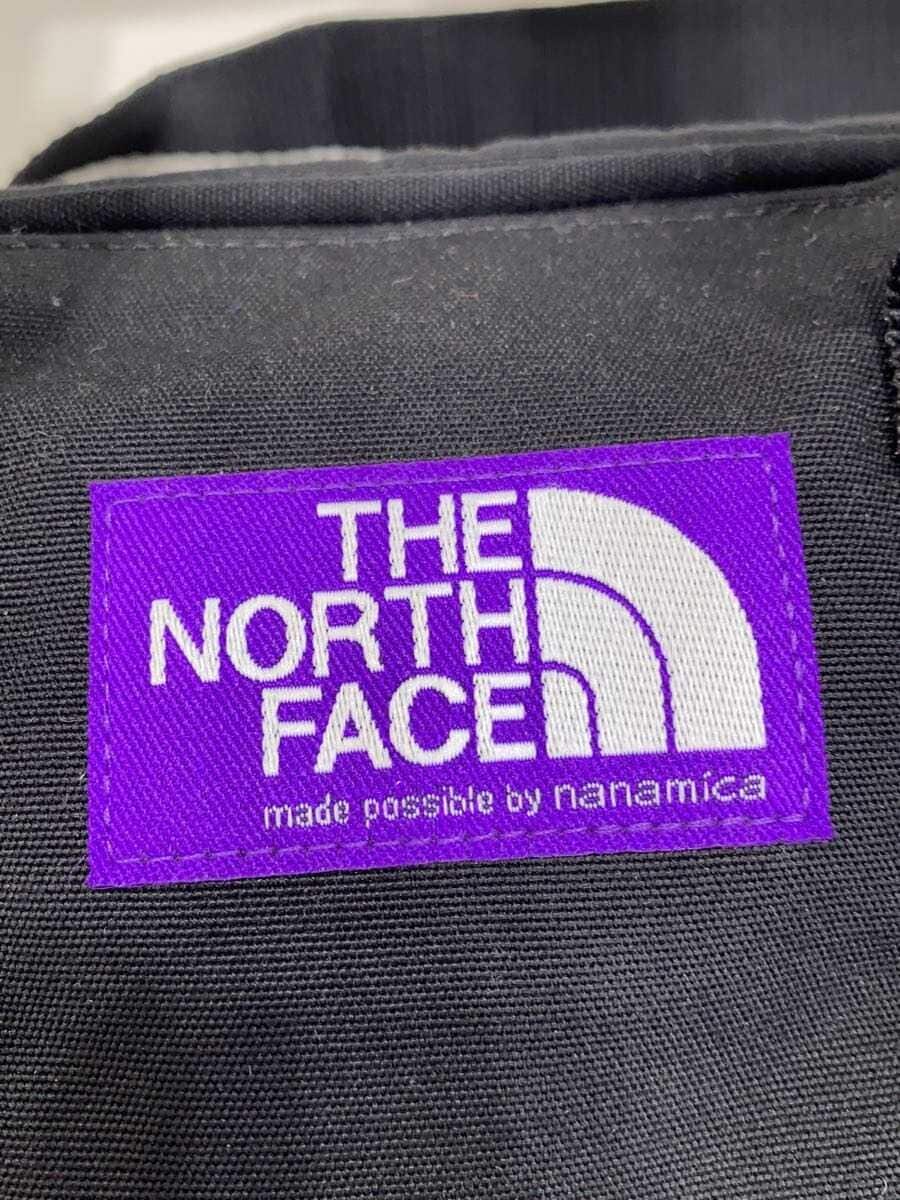 THE
NORTH
FACE
made possible by nanamica